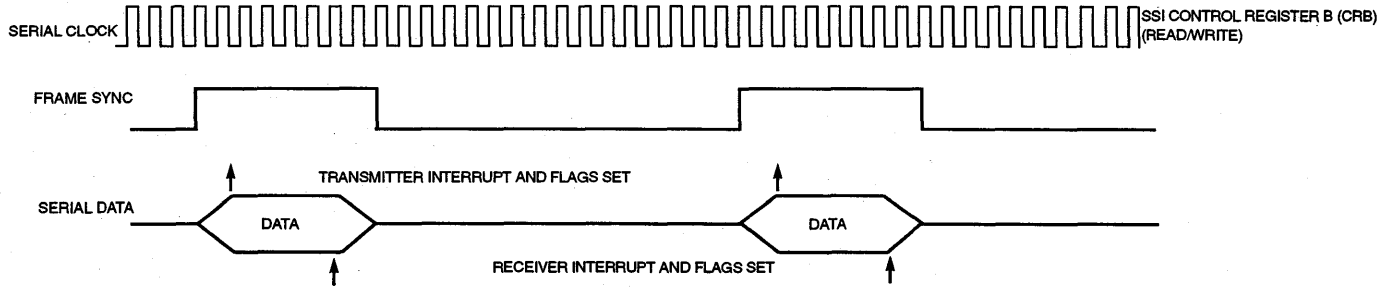 SERIAL CLOCK
SSI CONTROL REGISTER B (CRB)
(READ/WRITE)
FRAME SYNC
TRANSMITTER INTERRUPT AND FLAGS SET
SERIAL DATA
DATA
DATA
RECEIVER INTERRUPT AND FLAGS SET